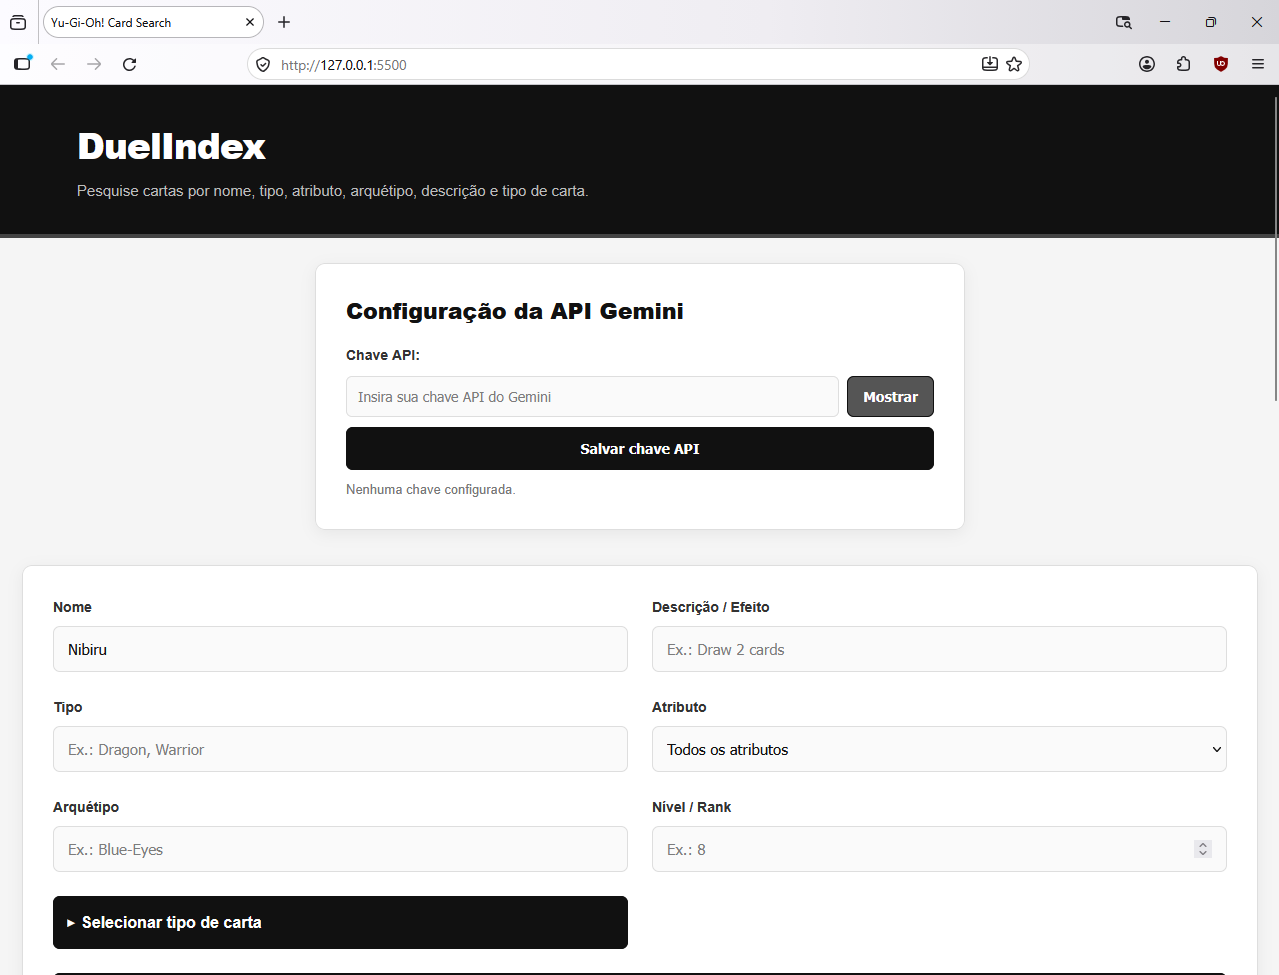 Yu-Gi-Oh! Card Search
http://127.0.0.1:5500
DuelIndex
Pesquise cartas por nome, tipo, atributo, arquétipo, descrição e tipo de carta.
Configuração da API Gemini
Chave API:
Insira sua chave API do Gemini
Mostrar
Salvar chave API
Nenhuma chave configurada.
Nome
Descrição / Efeito
Nibiru
Ex.: Draw 2 cards
Tipo
Atributo
Ex.: Dragon, Warrior
Todos os atributos
Arquétipo
Nível / Rank
Ex.: Blue-Eyes
Ex.: 8
▸ Selecionar tipo de carta